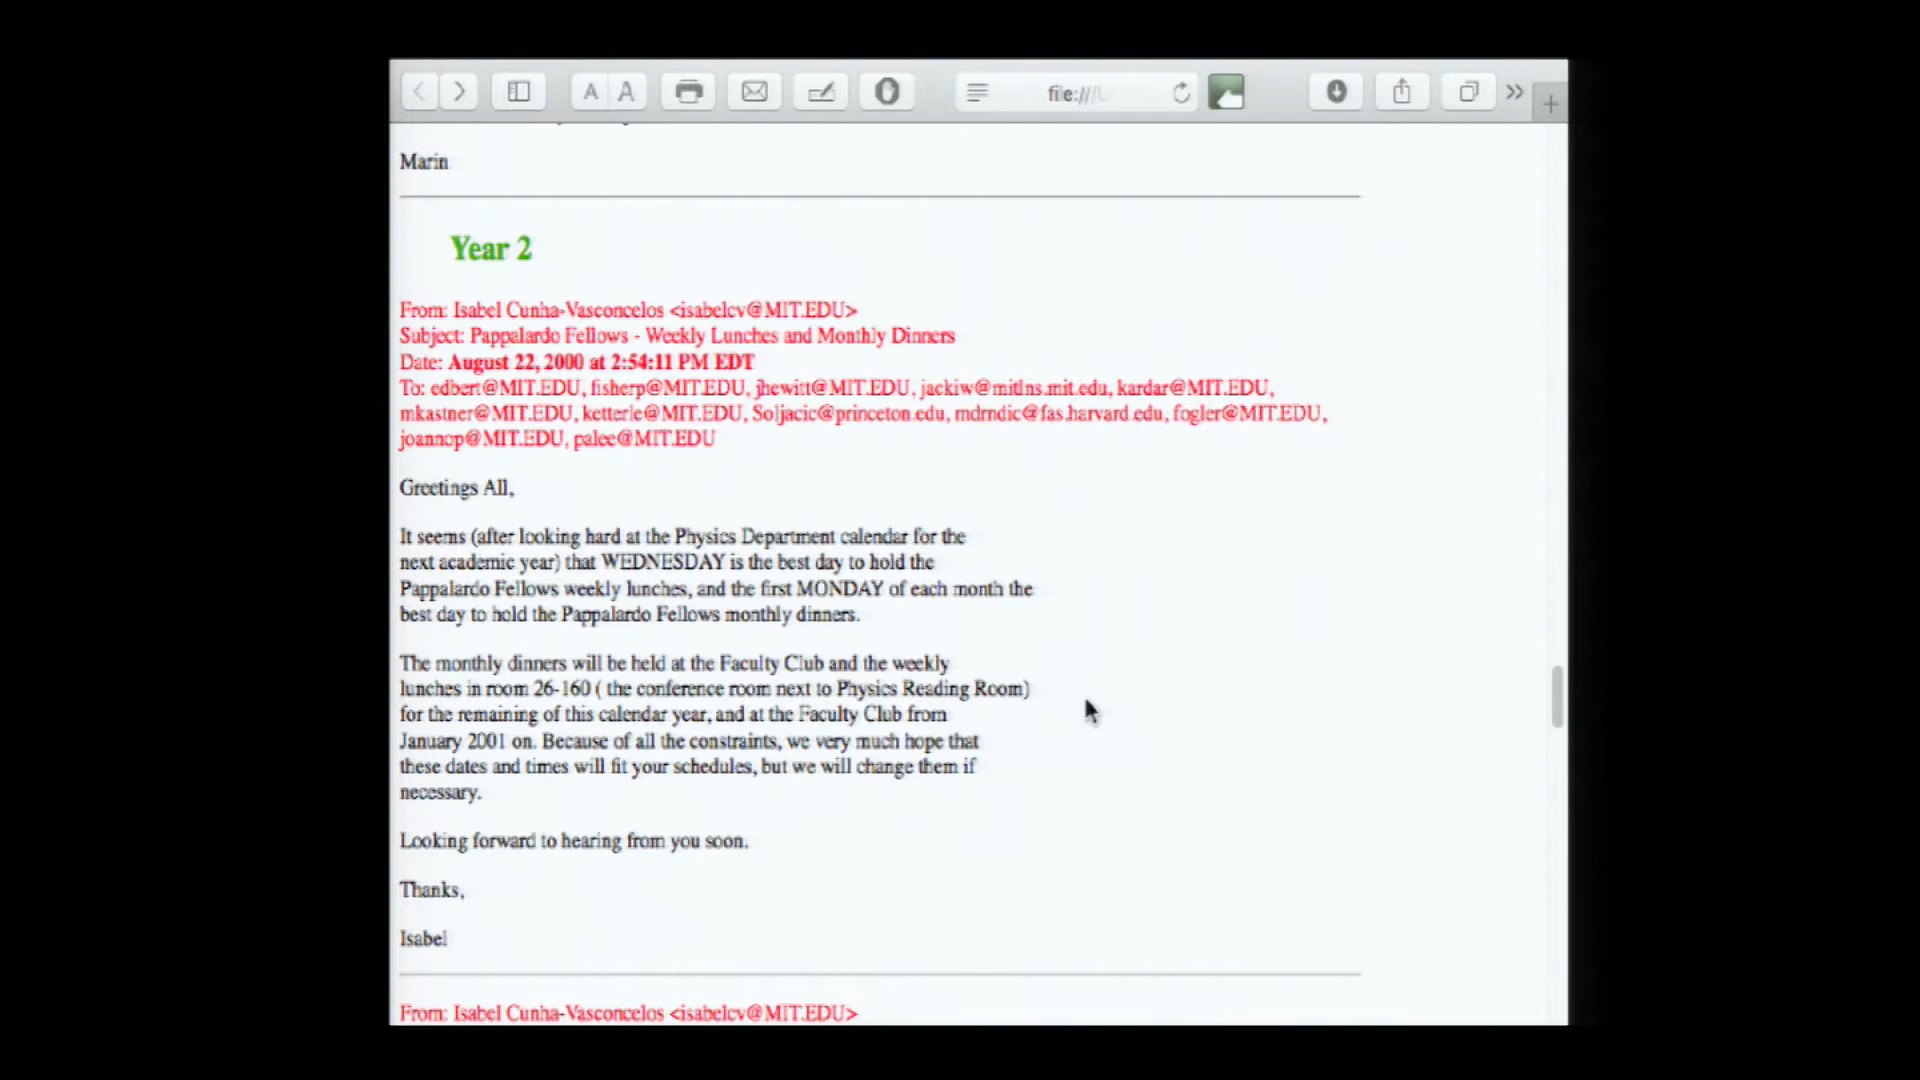 A A
file:///
Marin
Year 2
From: Isabel Cunha-Vasconcelos <isabelcv@MIT.EDU>
Subject: Pappalardo Fellows - Weekly Lunches and Monthly Dinners
Date: August 22, 2000 at 2:54:11 PM EDT
To: edbert@MIT.EDU, fisherp@MIT.EDU, jhewitt@MIT.EDU, jackiw@mitlns.mit.edu, kardar@MIT.EDU,
mkastner@MIT.EDU, ketterle@MIT.EDU, Soljacic@princeton.edu, mdrndic@fas.harvard.edu, fogler@MIT.EDU,
joannop@MIT.EDU, palee@MIT.EDU
Greetings All,
It seems (after looking hard at the Physics Department calendar for the
next academic year) that WEDNESDAY is the best day to hold the
Pappalardo Fellows weekly lunches, and the first MONDAY of each month the
best day to hold the Pappalardo Fellows monthly dinners.
The monthly dinners will be held at the Faculty Club and the weekly
lunches in room 26-160 ( the conference room next to Physics Reading Room)
for the remaining of this calendar year, and at the Faculty Club from
January 2001 on. Because of all the constraints, we very much hope that
these dates and times will fit your schedules, but we will change them if
necessary.
Looking forward to hearing from you soon.
Thanks,
Isabel
From: Isabel Cunha-Vasconcelos <isabelcv@MIT.EDU>